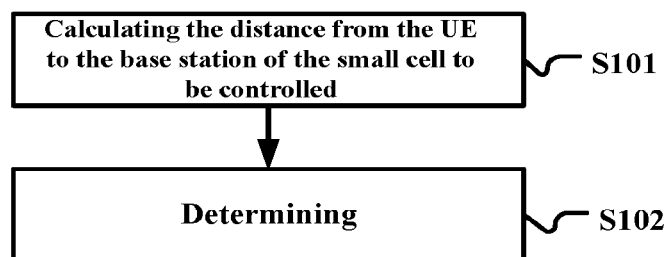 Calculating the distance from the UE
to the base station of the small cell to
be controlled
S101
Determining
S102